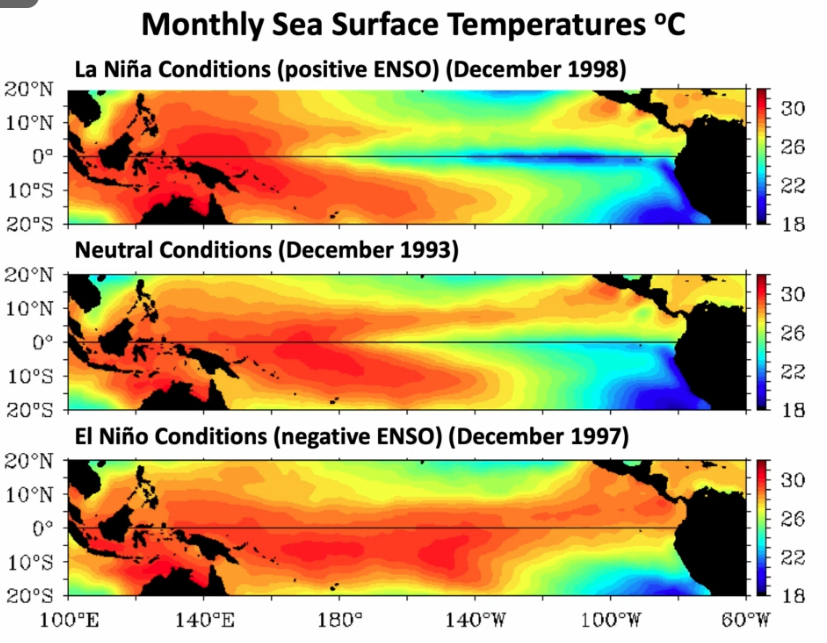 Monthly Sea Surface Temperatures ºC
La Niña Conditions (positive ENSO) (December 1998)
20°N
10°N
0°
10°S
20°S
30
26
22
18
Neutral Conditions (December 1993)
20°N
10°N
0°
10°S
20°S
30
26
22
18
El Niño Conditions (negative ENSO) (December 1997)
20°N
10°N
0°
10°S
20°S
30
26
22
18
100°E 140°E 180° 140°W 100°W 60°W